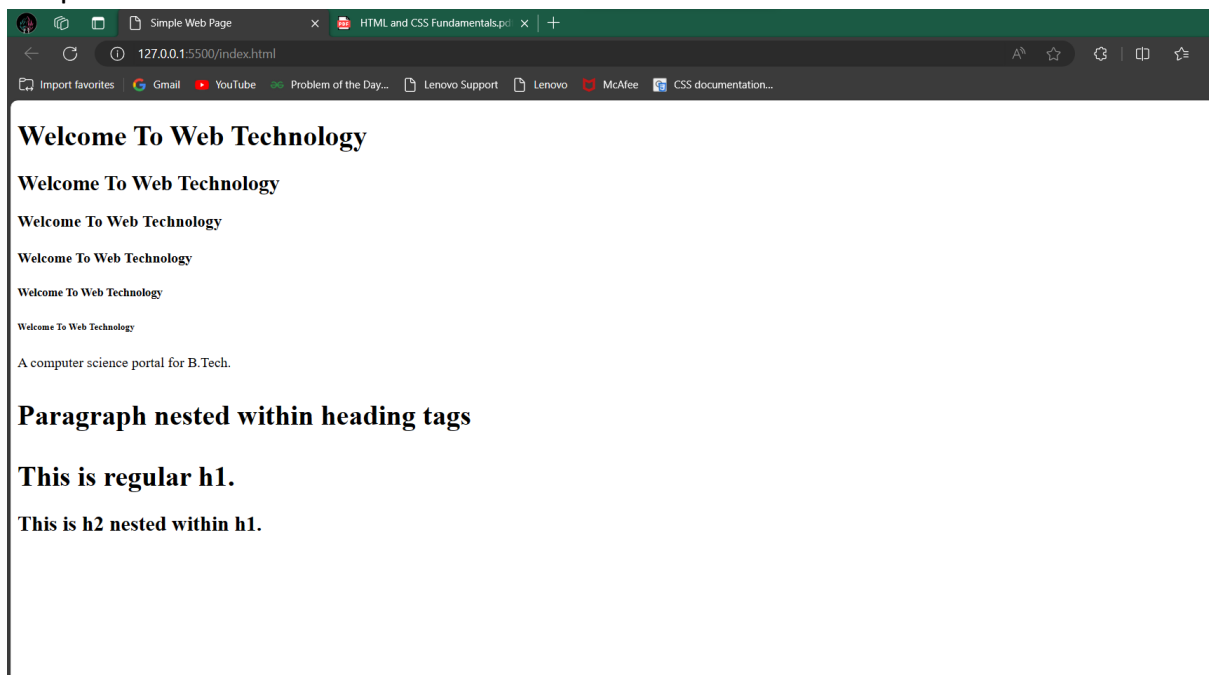 Simple Web Page HTML and CSS Fundamentals.pd
127.0.0.1:5500/index.html
Import favorites Gmail YouTube Problem of the Day... Lenovo Support Lenovo McAfee CSS documentation...
Welcome To Web Technology
Welcome To Web Technology
Welcome To Web Technology
Welcome To Web Technology
Welcome To Web Technology
Welcome To Web Technology
A computer science portal for B.Tech.
Paragraph nested within heading tags
This is regular h1.
This is h2 nested within h1.